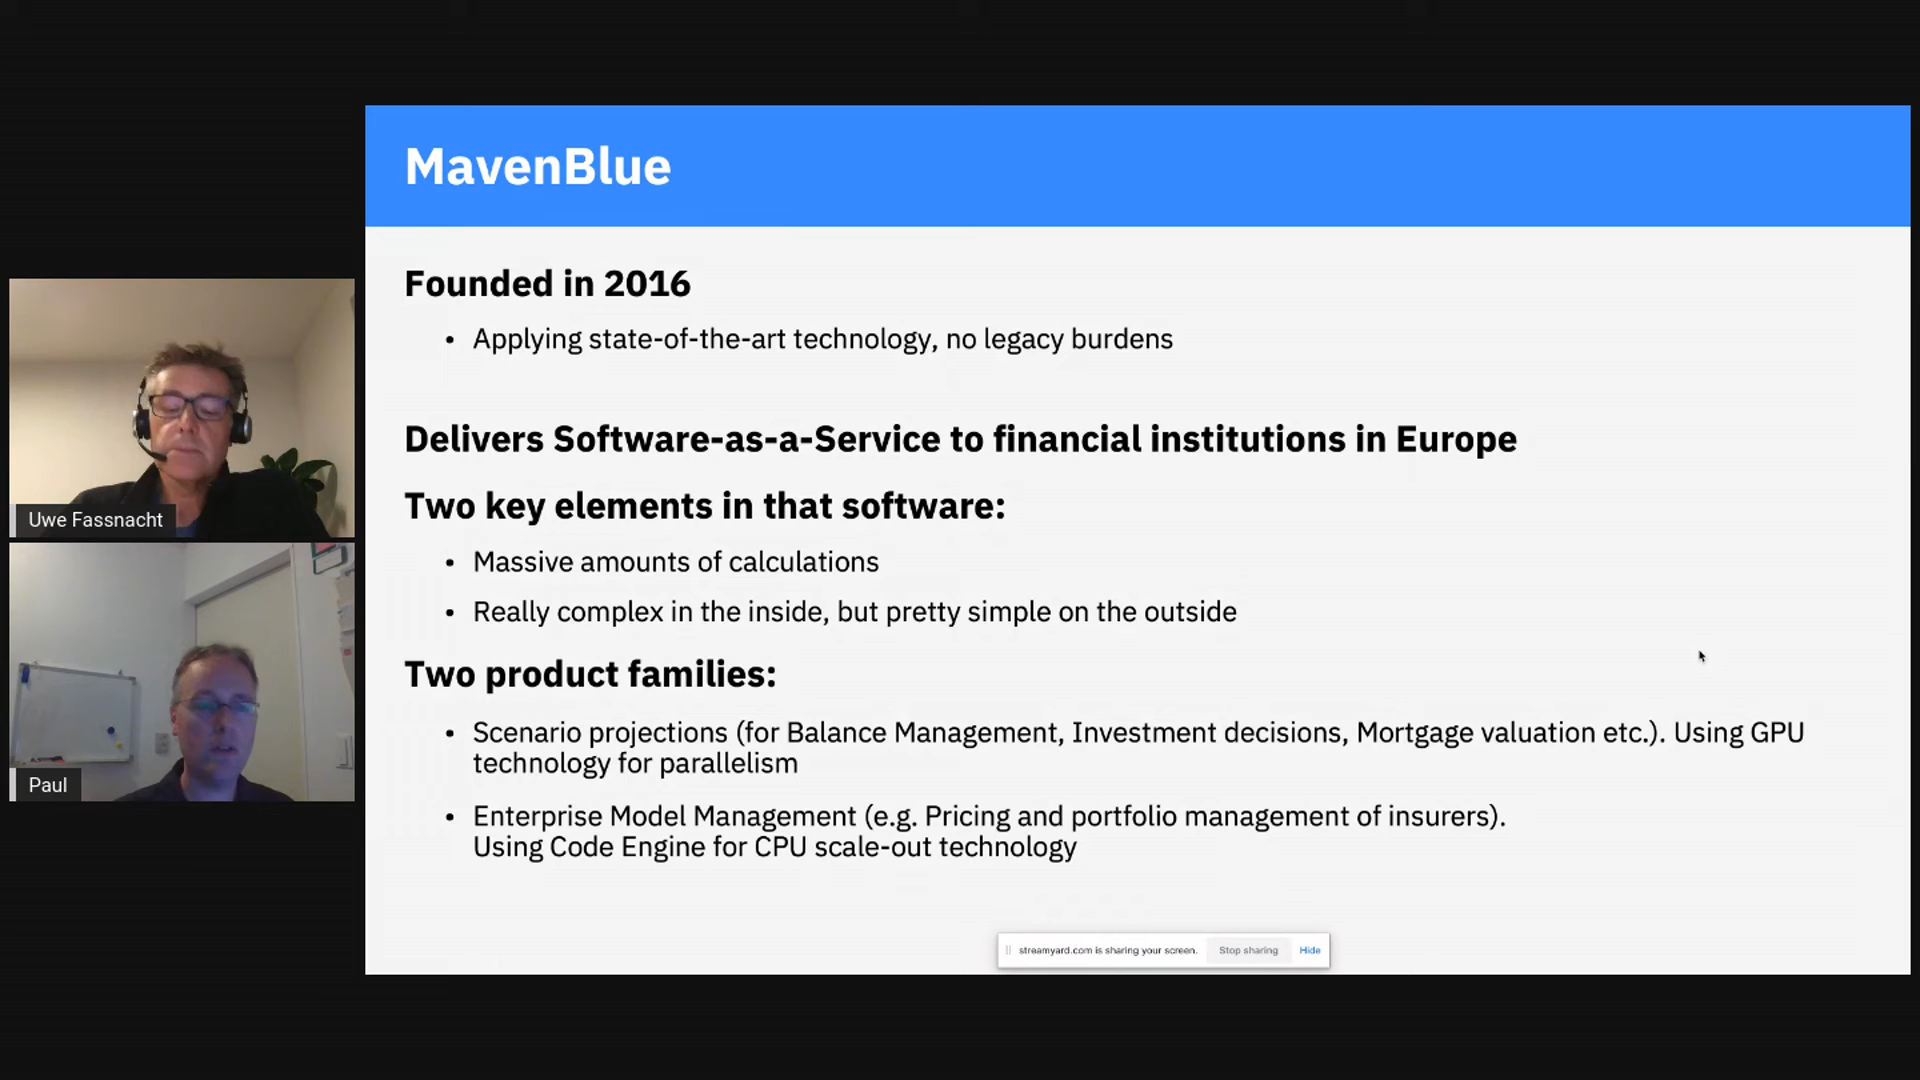 MavenBlue
Founded in 2016
• Applying state-of-the-art technology, no legacy burdens
Delivers Software-as-a-Service to financial institutions in Europe
Two key elements in that software:
• Massive amounts of calculations
• Really complex in the inside, but pretty simple on the outside
Two product families:
• Scenario projections (for Balance Management, Investment decisions, Mortgage valuation etc.). Using GPU
technology for parallelism
• Enterprise Model Management (e.g. Pricing and portfolio management of insurers).
Using Code Engine for CPU scale-out technology
streamyard.com is sharing your screen. Stop sharing Hide
Uwe Fassnacht
Paul